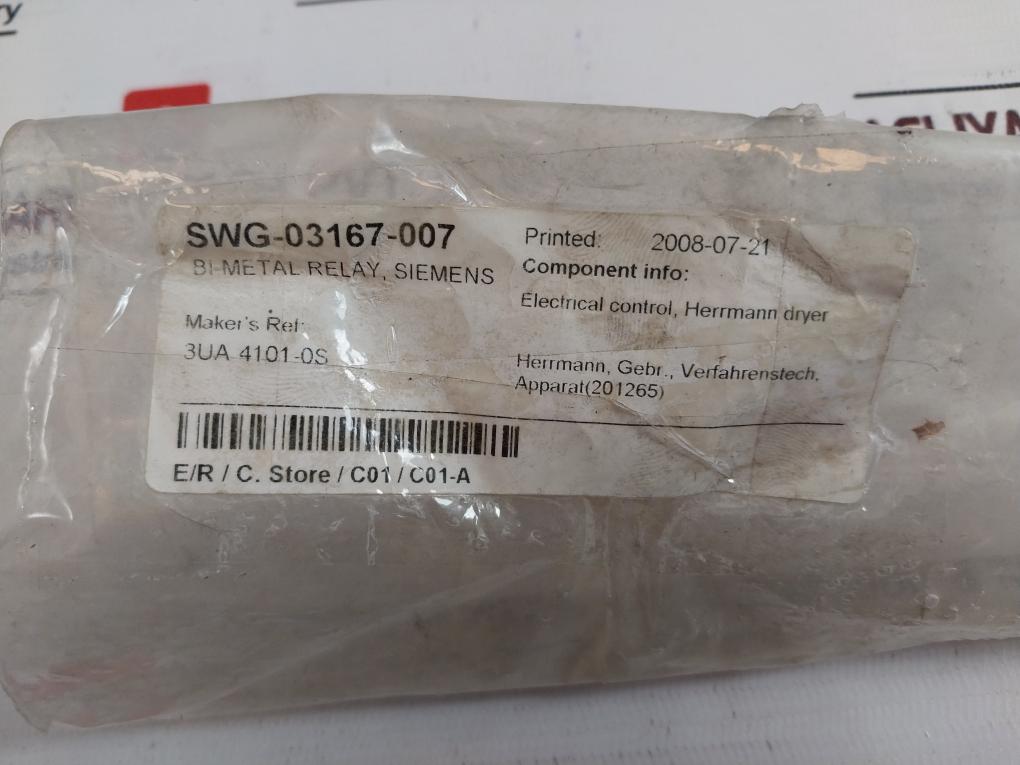 ry
SWG-03167-007
BI-METAL RELAY, SIEMENS
Maker's Ref:
3UA 4101-0S
E/R / C. Store / C01 / C01-A
Printed: 2008-07-21
Component info:
Electrical control, Herrmann dryer
Herrmann, Gebr., Verfahrenstech.
Apparat(201265)